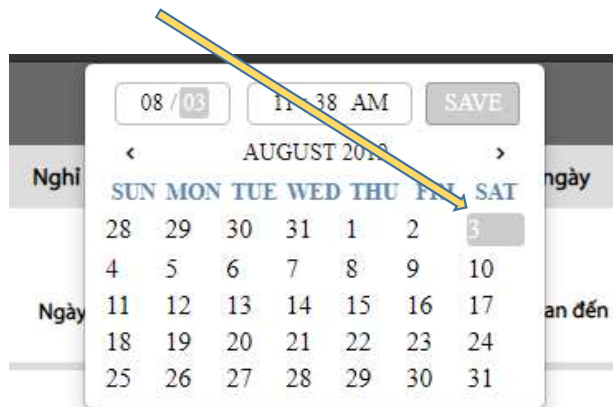 08 / 03 11 : 38 AM SAVE
‹ AUGUST 2019 ›
Nghỉ ngày
SUN MON TUE WED THU FRI SAT
28 29 30 31 1 2 3
4 5 6 7 8 9 10
Ngày 11 12 13 14 15 16 17 an đến
18 19 20 21 22 23 24
25 26 27 28 29 30 31